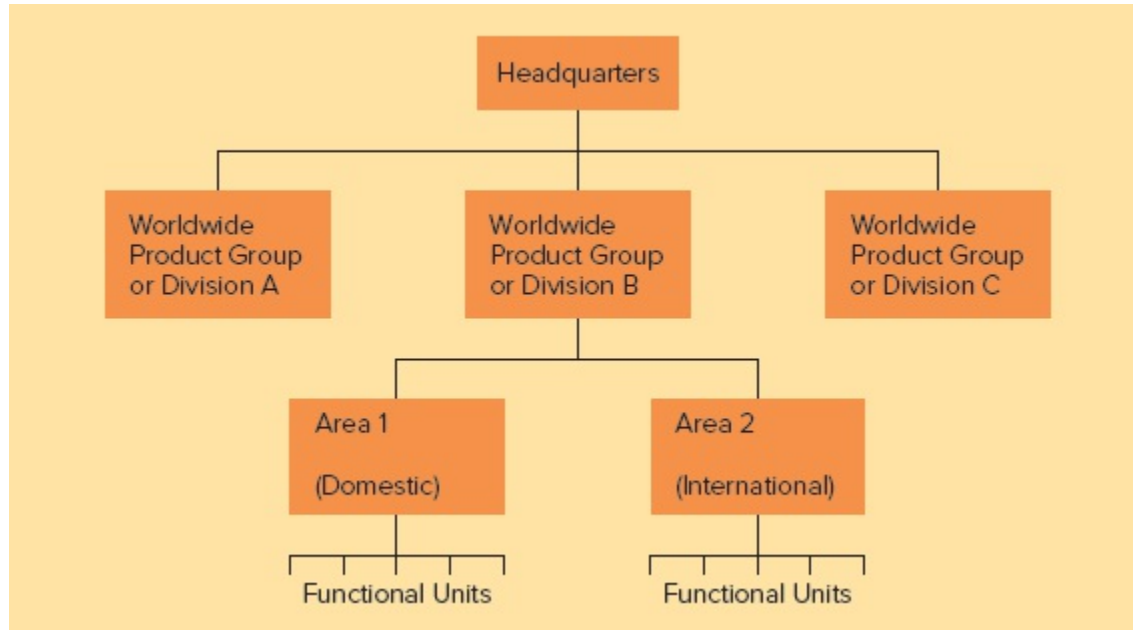 Headquarters
Worldwide
Product Group
or Division A
Worldwide
Product Group
or Division B
Worldwide
Product Group
or Division C
Area 1
(Domestic)
Area 2
(International)
Functional Units
Functional Units